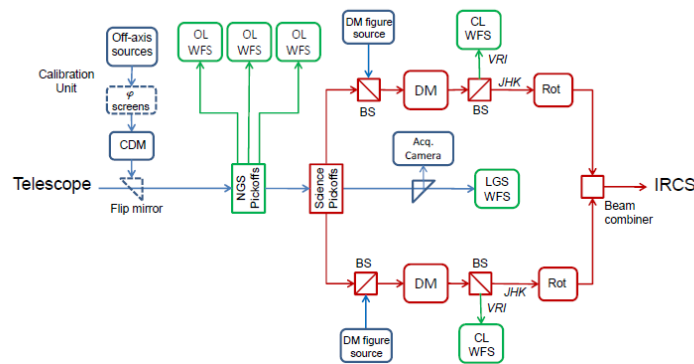 Off-axis
sources
Calibration
Unit
φ
screens
CDM
Telescope
Flip mirror
OL
WFS
OL
WFS
OL
WFS
NGS
Pickoffs
Science
Pickoffs
DM figure
source
BS
DM
BS
CL
WFS
VRI
JHK
Rot
Acq.
Camera
LGS
WFS
Beam
combiner
IRCS
BS
DM
BS
JHK
Rot
VRI
DM figure
source
CL
WFS